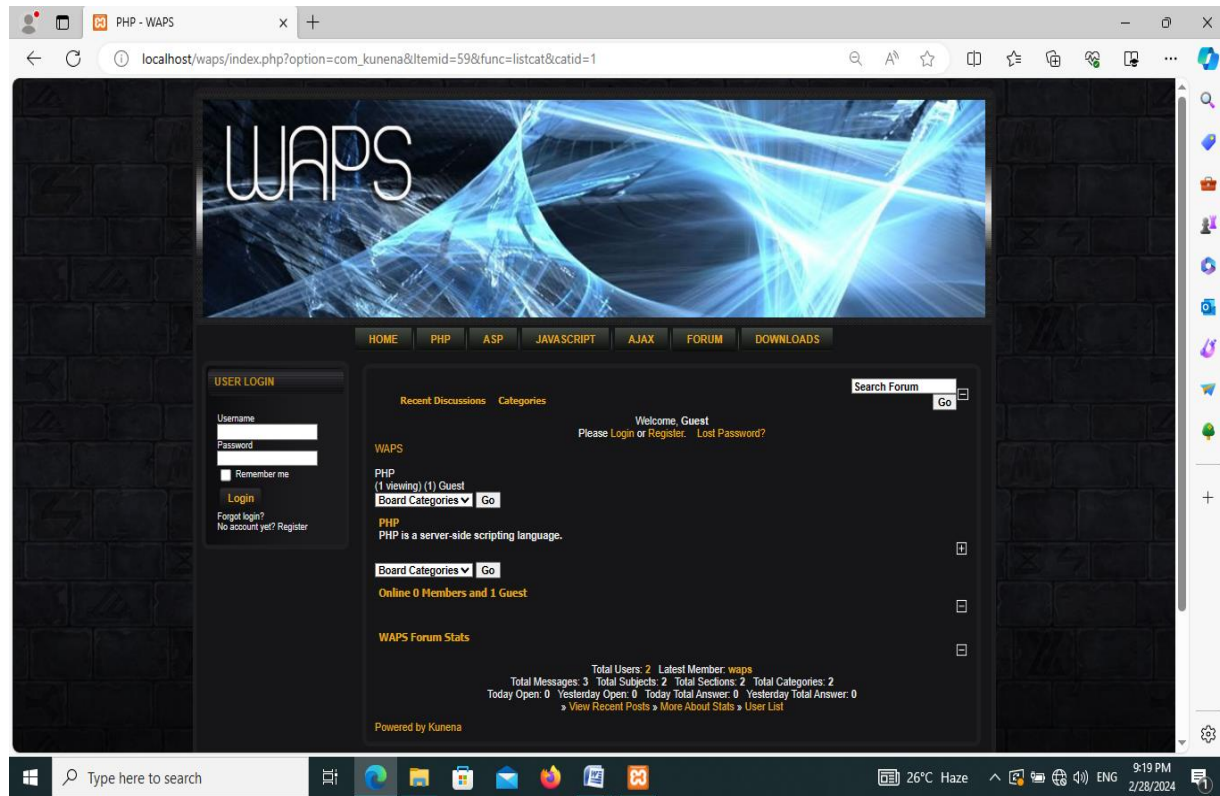 PHP - WAPS
localhost/waps/index.php?option=com_kunena&Itemid=59&func=listcat&catid=1
WAPS
HOME PHP ASP JAVASCRIPT AJAX FORUM DOWNLOADS
USER LOGIN
Username
Password
Remember me
Login
Forgot login?
No account yet? Register
Search Forum
Go
Recent Discussions Categories
Welcome, Guest
Please Login or Register. Lost Password?
WAPS
PHP
(1 viewing) (1) Guest
Board Categories Go
PHP
PHP is a server-side scripting language.
Board Categories Go
Online 0 Members and 1 Guest
WAPS Forum Stats
Total Users: 2 Latest Member: waps
Total Messages: 3 Total Subjects: 2 Total Sections: 2 Total Categories: 2
Today Open: 0 Yesterday Open: 0 Today Total Answer: 0 Yesterday Total Answer: 0
» View Recent Posts » More About Stats » User List
Powered by Kunena
Type here to search
26°C Haze
ENG
9:19 PM
2/28/2024
1